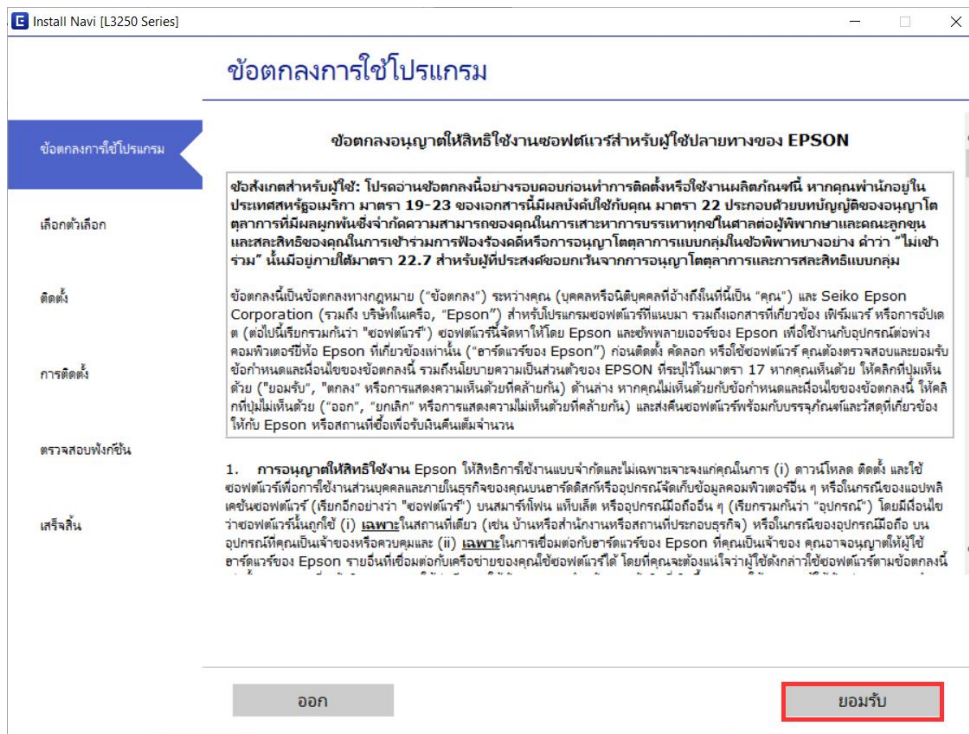 Install Navi [L3250 Series]
ข้อตกลงการใช้โปรแกรม
ข้อตกลงการใช้โปรแกรม
เลือกตัวเลือก
ติดตั้ง
การติดตั้ง
ตรวจสอบฟังก์ชัน
เสร็จสิ้น
ข้อตกลงอนุญาตให้สิทธิใช้งานซอฟต์แวร์สำหรับผู้ใช้ปลายทางของ EPSON
ข้อสังเกตสำหรับผู้ใช้: โปรดอ่านข้อตกลงนี้อย่างรอบคอบก่อนทำการติดตั้งหรือใช้งานผลิตภัณฑ์นี้ หากคุณพำนักอยู่ใน
ประเทศสหรัฐอเมริกา มาตรา 19-23 ของเอกสารนี้มีผลบังคับใช้กับคุณ มาตรา 22 ประกอบด้วยบทบัญญัติของอนุญาโต
ตุลาการที่มีผลผูกพันซึ่งจำกัดความสามารถของคุณในการเสาะหาการบรรเทาทุกข์ในศาลต่อผู้พิพากษาและคณะลูกขุน
และสละสิทธิของคุณในการเข้าร่วมการฟ้องร้องคดีหรือการอนุญาโตตุลาการแบบกลุ่มในข้อพิพาทบางอย่าง คำว่า "ไม่เข้า
ร่วม" นั้นมีอยู่ภายใต้มาตรา 22.7 สำหรับผู้ที่ประสงค์ขอยกเว้นจากการอนุญาโตตุลาการและการสละสิทธิแบบกลุ่ม
ข้อตกลงนี้เป็นข้อตกลงทางกฎหมาย ("ข้อตกลง") ระหว่างคุณ (บุคคลหรือนิติบุคคลที่อ้างถึงในที่นี้เป็น "คุณ") และ Seiko Epson
Corporation (รวมถึง บริษัทในเครือ, "Epson") สำหรับโปรแกรมซอฟต์แวร์ที่แนบมา รวมถึงเอกสารที่เกี่ยวข้อง เฟิร์มแวร์ หรือการอัปเด
ต (ต่อไปนี้เรียกรวมกันว่า "ซอฟต์แวร์") ซอฟต์แวร์นี้จัดหาให้โดย Epson และซัพพลายเออร์ของ Epson เพื่อใช้งานกับอุปกรณ์ต่อพ่วง
คอมพิวเตอร์ยี่ห้อ Epson ที่เกี่ยวข้องเท่านั้น ("ฮาร์ดแวร์ของ Epson") ก่อนติดตั้ง คัดลอก หรือใช้ซอฟต์แวร์ คุณต้องตรวจสอบและยอมรับ
ข้อกำหนดและเงื่อนไขของข้อตกลงนี้ รวมถึงนโยบายความเป็นส่วนตัวของ EPSON ที่ระบุไว้ในมาตรา 17 หากคุณเห็นด้วย ให้คลิกที่ปุ่มเห็น
ด้วย ("ยอมรับ", "ตกลง" หรือการแสดงความเห็นด้วยที่คล้ายกัน) ด้านล่าง หากคุณไม่เห็นด้วยกับข้อกำหนดและเงื่อนไขของข้อตกลงนี้ ให้คลิ
กที่ปุ่มไม่เห็นด้วย ("ออก", "ยกเลิก" หรือการแสดงความไม่เห็นด้วยที่คล้ายกัน) และส่งคืนซอฟต์แวร์พร้อมกับบรรจุภัณฑ์และวัสดุที่เกี่ยวข้อง
ให้กับ Epson หรือสถานที่ซื้อเพื่อรับเงินคืนเต็มจำนวน
1. การอนุญาตให้สิทธิใช้งาน Epson ให้สิทธิการใช้งานแบบจำกัดและไม่เฉพาะเจาะจงแก่คุณในการ (i) ดาวน์โหลด ติดตั้ง และใช้
ซอฟต์แวร์เพื่อการใช้งานส่วนบุคคลและภายในธุรกิจของคุณบนฮาร์ดดิสก์หรืออุปกรณ์จัดเก็บข้อมูลคอมพิวเตอร์อื่น ๆ หรือในกรณีของแอปพลิ
เคชันซอฟต์แวร์ (เรียกอีกอย่างว่า "ซอฟต์แวร์") บนสมาร์ทโฟน แท็บเล็ต หรืออุปกรณ์มือถืออื่น ๆ (เรียกรวมกันว่า "อุปกรณ์") โดยมีเงื่อนไข
ว่าซอฟต์แวร์นั้นถูกใช้ (i) เฉพาะในสถานที่เดียว (เช่น บ้านหรือสำนักงานหรือสถานที่ประกอบธุรกิจ) หรือในกรณีของอุปกรณ์มือถือ บน
อุปกรณ์ที่คุณเป็นเจ้าของหรือควบคุมและ (ii) เฉพาะในการเชื่อมต่อกับฮาร์ดแวร์ของ Epson ที่คุณเป็นเจ้าของ คุณอาจอนุญาตให้ผู้ใช้
ฮาร์ดแวร์ของ Epson รายอื่นที่เชื่อมต่อกับเครือข่ายของคุณใช้ซอฟต์แวร์ได้ โดยที่คุณจะต้องแน่ใจว่าผู้ใช้ดังกล่าวใช้ซอฟต์แวร์ตามข้อตกลงนี้
ออก
ยอมรับ